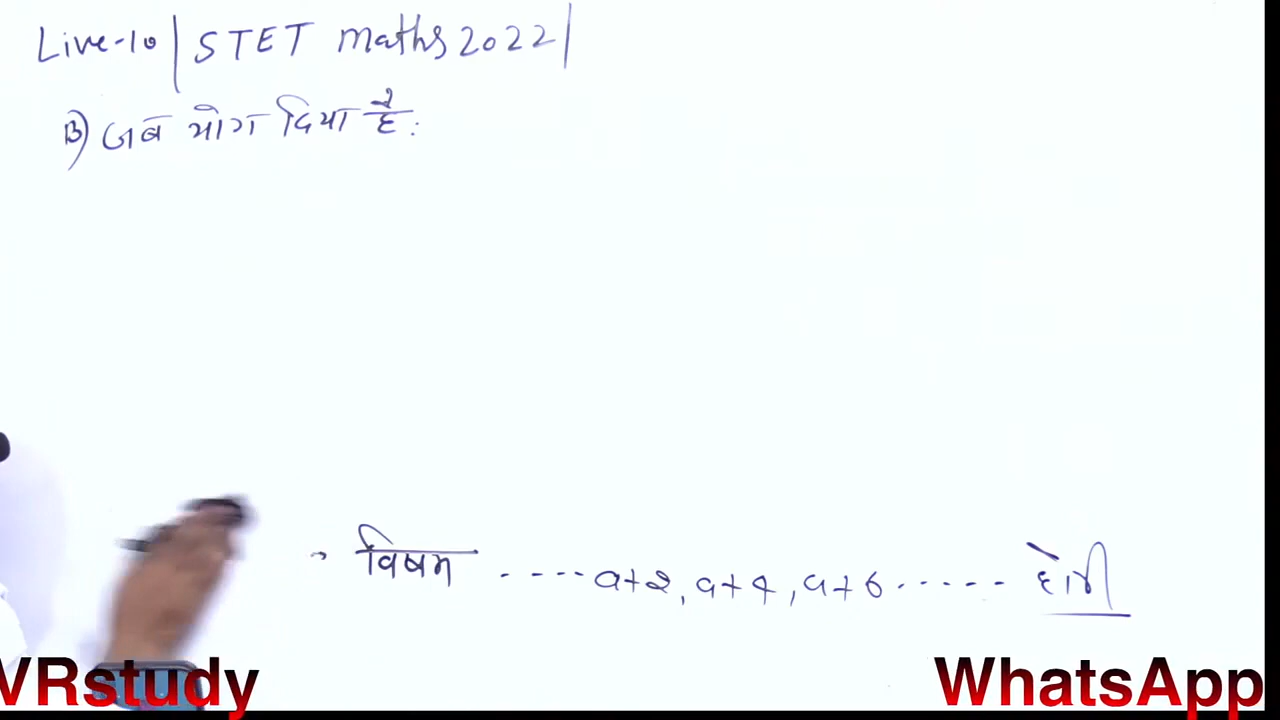 Live-10 | STET maths 2022 |
B) जब योग दिया है:
विषम ----a+2, a+4, a+6----- होगी
VRstudy
WhatsApp